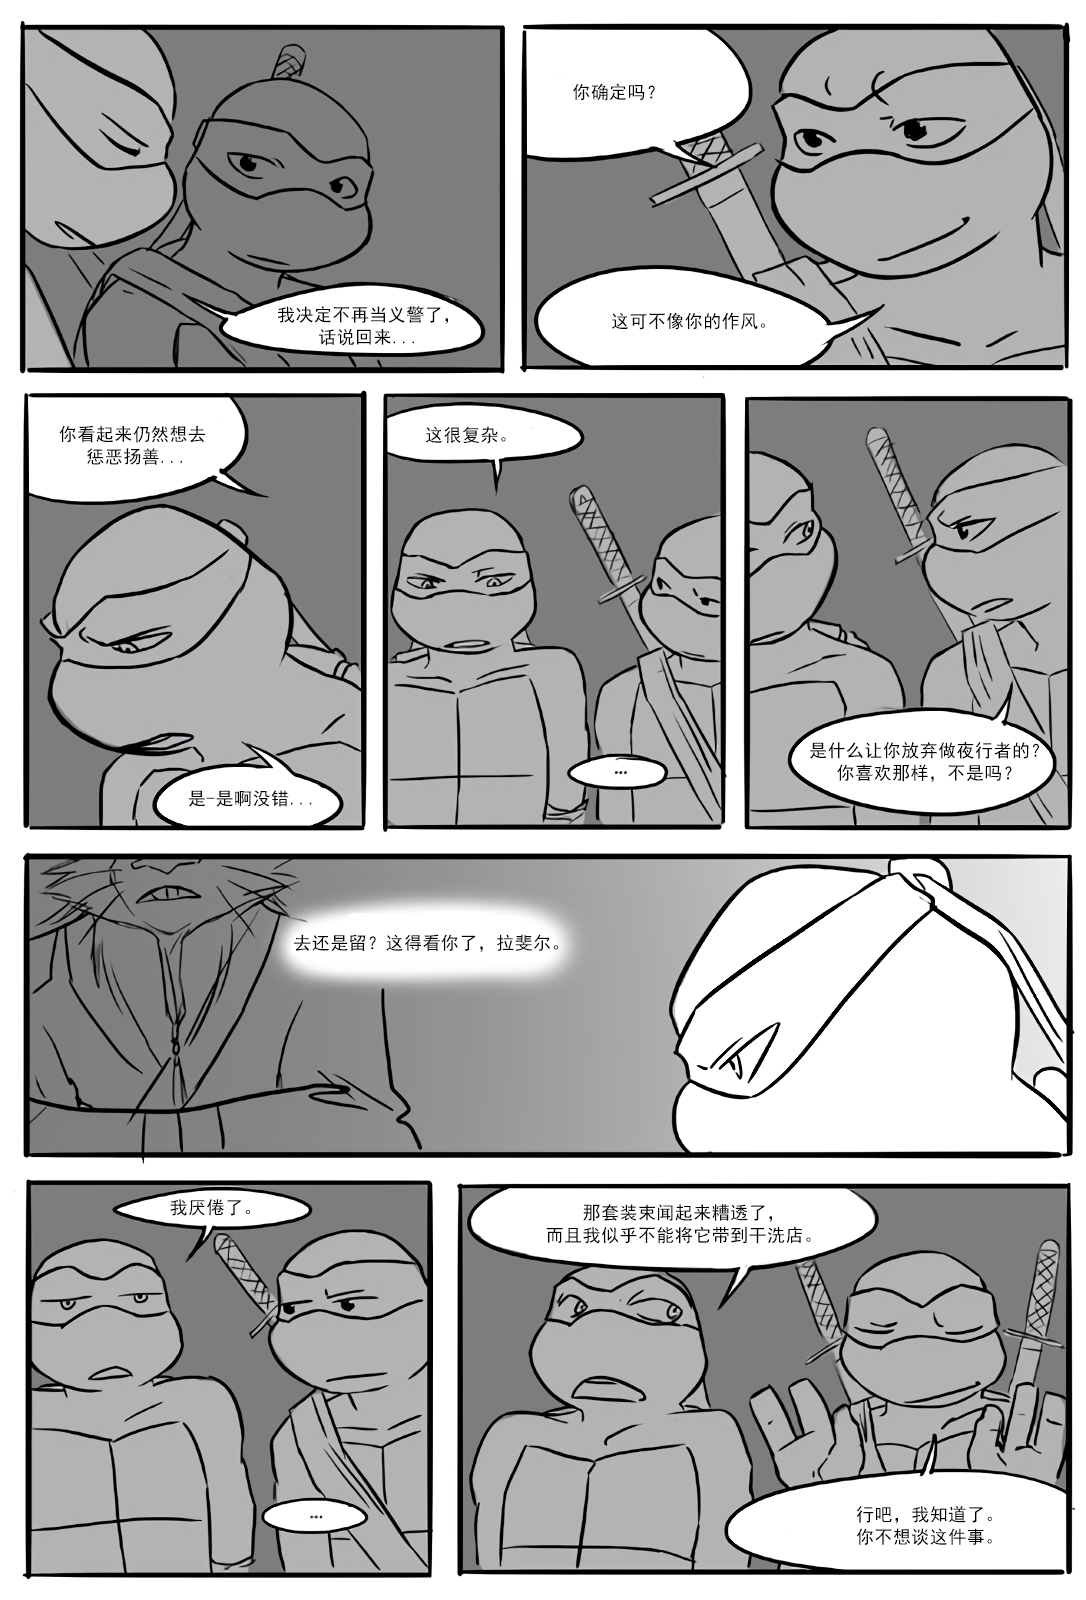 我决定不再当义警了，
话说回来...
你确定吗？
这可不像你的作风。
你看起来仍然想去
惩恶扬善...
是-是啊没错...
这很复杂。
...
是什么让你放弃做夜行者的？
你喜欢那样，不是吗？
去还是留？这得看你了，拉斐尔。
我厌倦了。
...
那套装束闻起来糟透了，
而且我似乎不能将它带到干洗店。
行吧，我知道了。
你不想谈这件事。